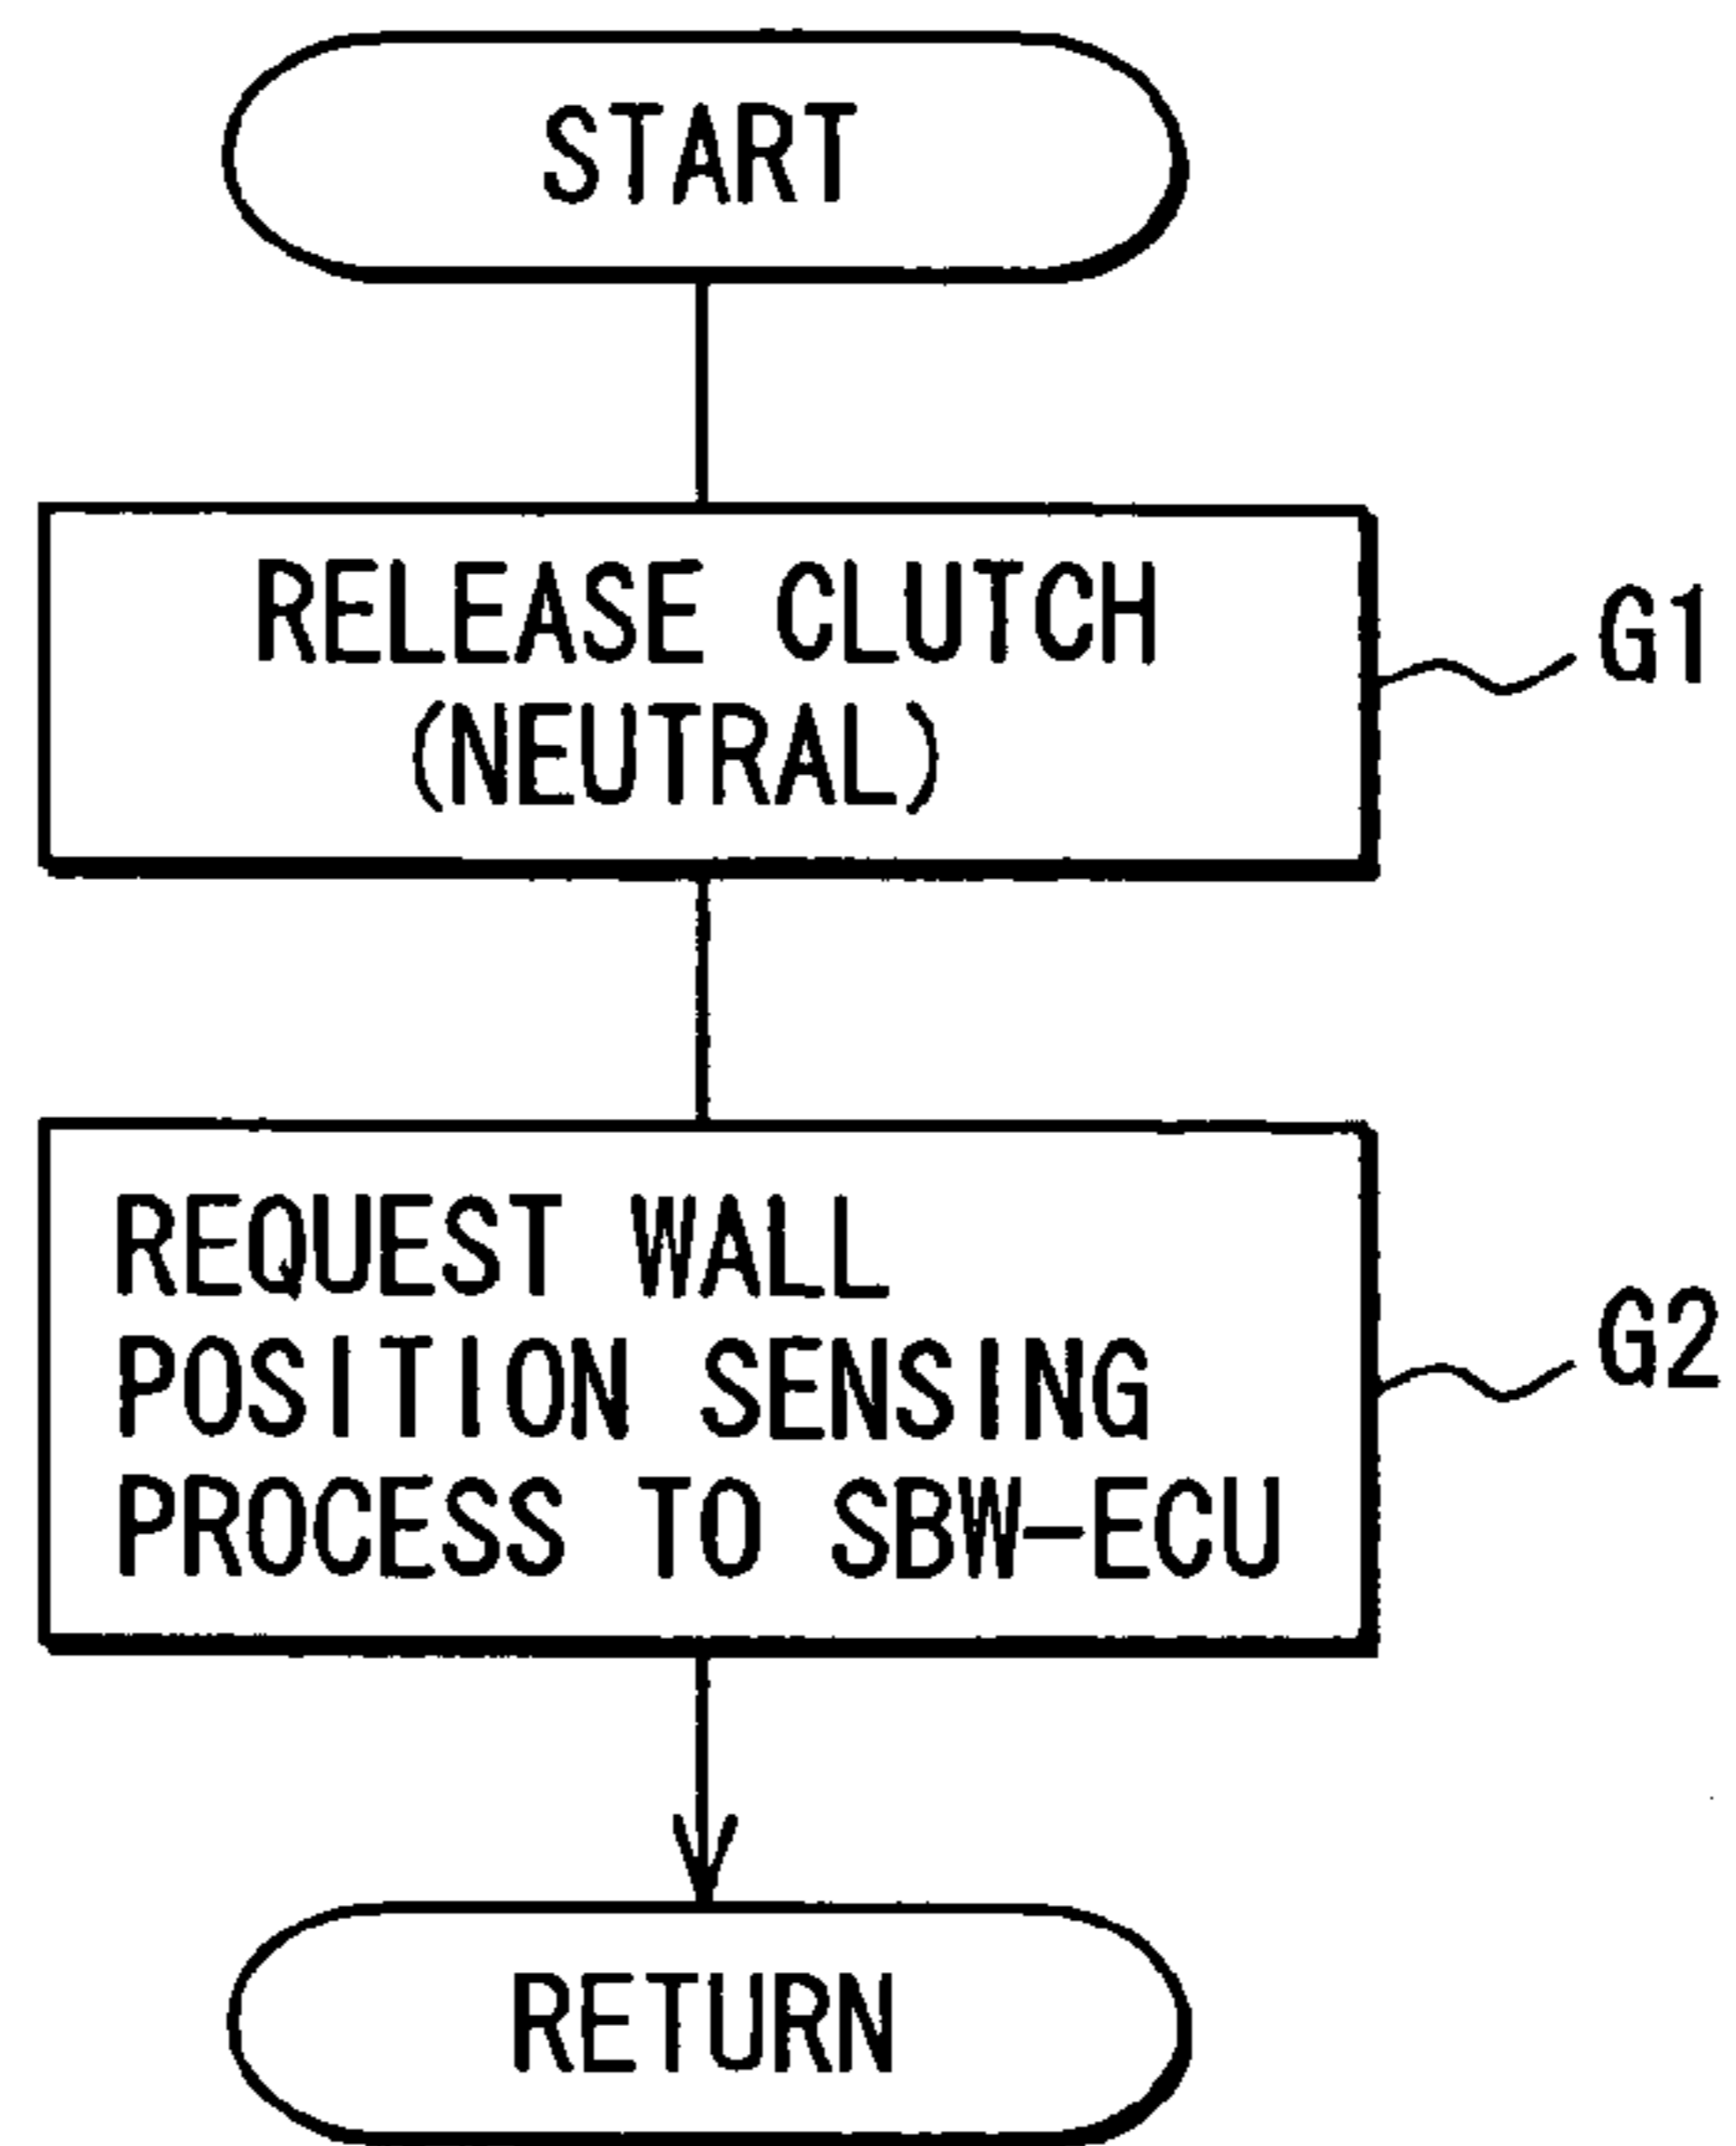 START
RELEASE CLUTCH
(NEUTRAL)
G1
REQUEST WALL
POSITION SENSING
PROCESS TO SBW-ECU
G2
RETURN